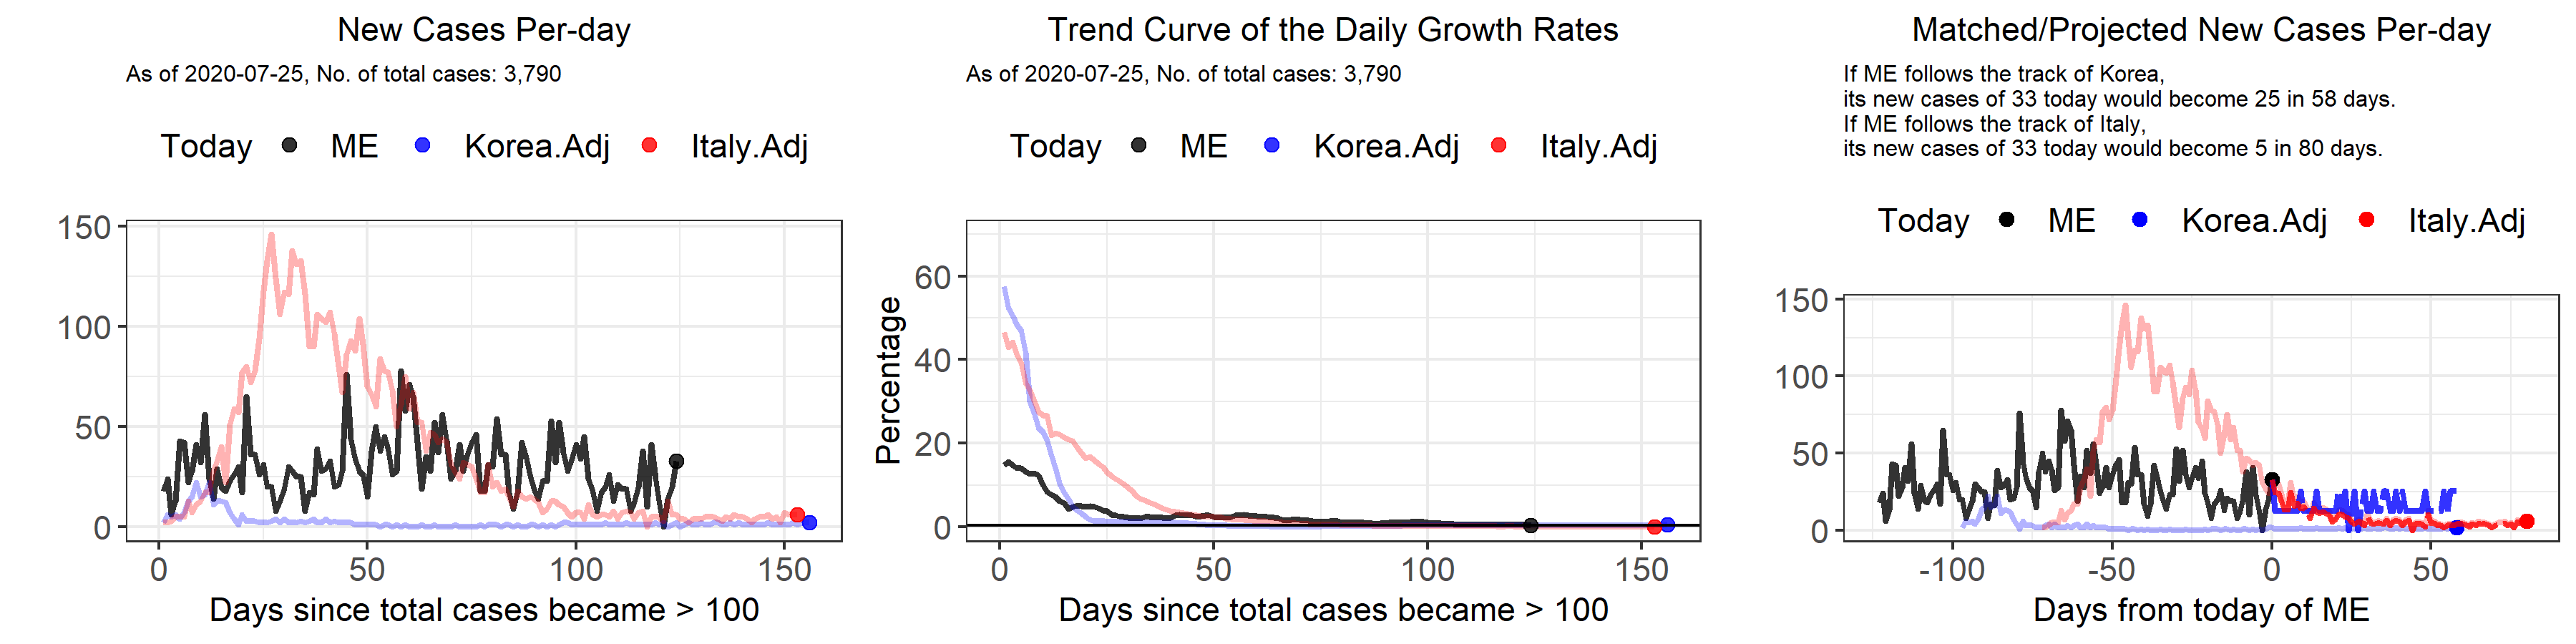 New Cases Per-day
As of 2020-07-25, No. of total cases: 3,790
Today ME Korea.Adj Italy.Adj
150
100
50
0
0 50 100 150
Days since total cases became > 100
Trend Curve of the Daily Growth Rates
As of 2020-07-25, No. of total cases: 3,790
Today ME Korea.Adj Italy.Adj
Percentage
60
40
20
0
0 50 100 150
Days since total cases became > 100
Matched/Projected New Cases Per-day
If ME follows the track of Korea,
its new cases of 33 today would become 25 in 58 days.
If ME follows the track of Italy,
its new cases of 33 today would become 5 in 80 days.
Today ME Korea.Adj Italy.Adj
150
100
50
0
-100 -50 0 50
Days from today of ME